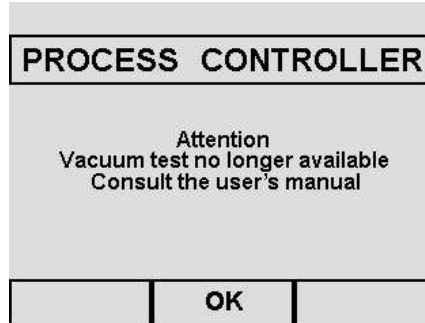 PROCESS CONTROLLER
Attention
Vacuum test no longer available
Consult the user's manual
OK